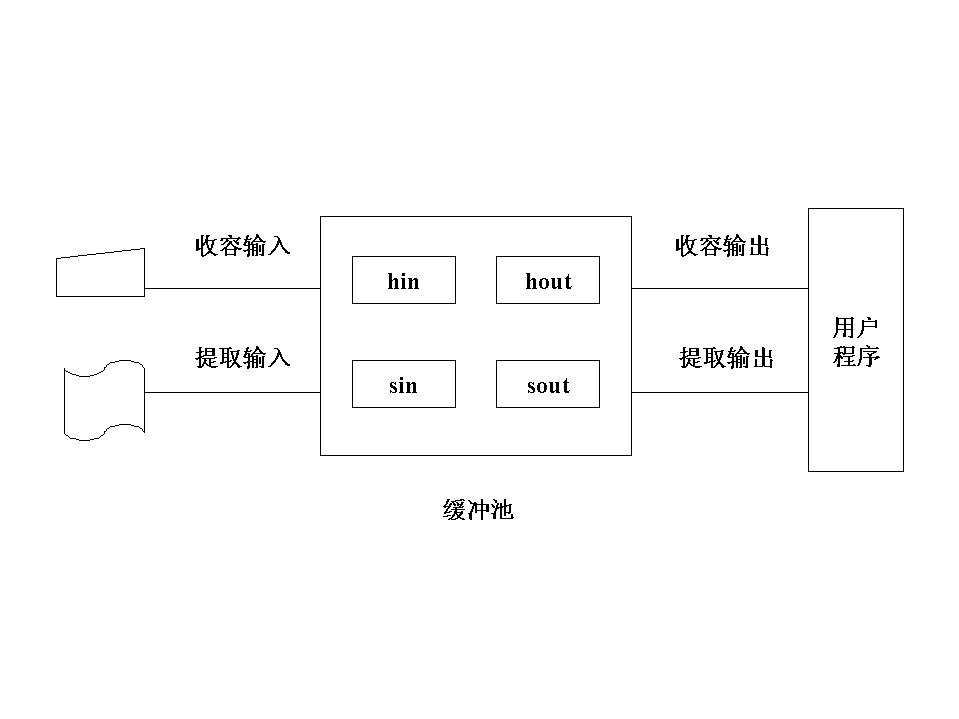 收容输入
收容输出
hin
hout
用户
程序
提取输入
提取输出
sin
sout
缓冲池